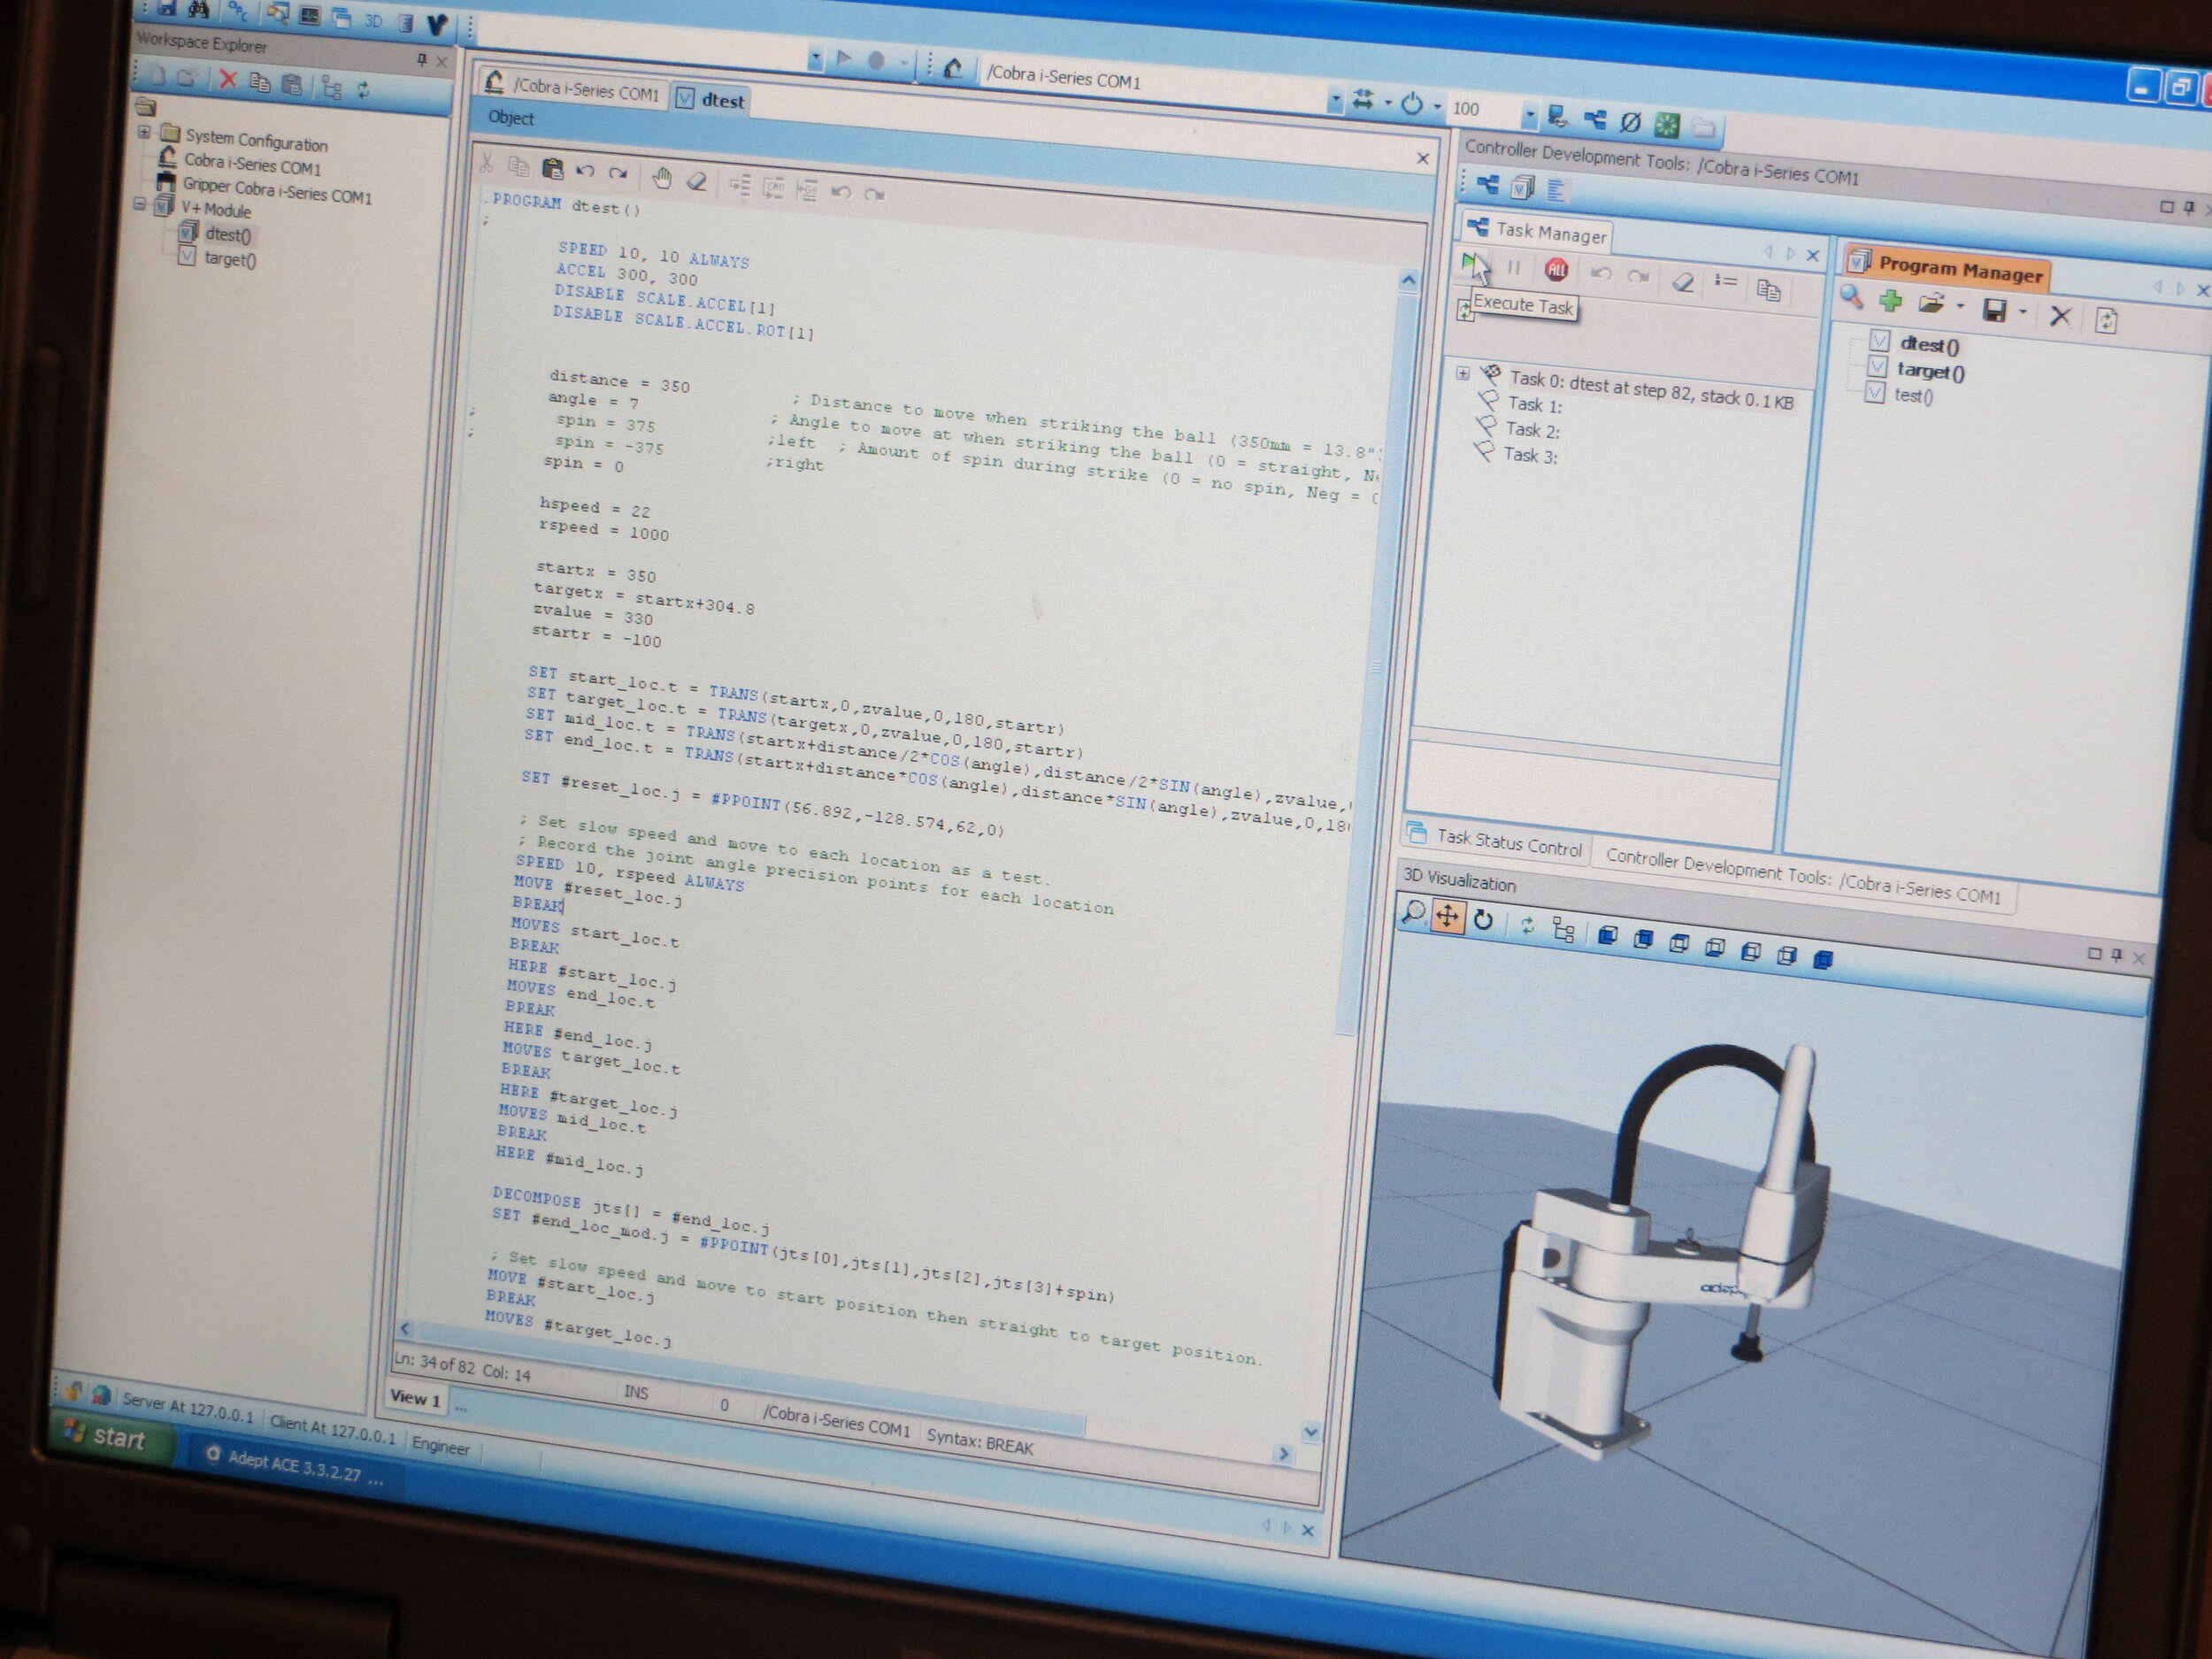 3D
Workspace Explorer
System Configuration
Cobra i-Series COM1
Gripper Cobra i-Series COM1
V+ Module
dtest()
target()
/Cobra i-Series COM1
100
/Cobra i-Series COM1
dtest
Object
.PROGRAM dtest()
;
SPEED 10, 10 ALWAYS
ACCEL 300, 300
DISABLE SCALE.ACCEL[1]
DISABLE SCALE.ACCEL.ROT[1]
distance = 350 ; Distance to move when striking the ball (350mm = 13.8"
angle = 7 ; Angle to move at when striking the ball (0 = straight,
; spin = 375 ;left ; Amount of spin during strike (0 = no spin, Neg =
; spin = -375 ;right
spin = 0
hspeed = 22
rspeed = 1000
startx = 350
targetx = startx+304.8
zvalue = 330
startr = -100
SET start_loc.t = TRANS(startx,0,zvalue,0,180,startr)
SET target_loc.t = TRANS(targetx,0,zvalue,0,180,startr)
SET mid_loc.t = TRANS(startx+distance/2*COS(angle),distance/2*SIN(angle),zvalue,
SET end_loc.t = TRANS(startx+distance*COS(angle),distance*SIN(angle),zvalue,0,18
SET #reset_loc.j = #PPOINT(56.892,-128.574,62,0)
; Set slow speed and move to each location as a test.
; Record the joint angle precision points for each location
SPEED 10, rspeed ALWAYS
MOVE #reset_loc.j
BREAK
MOVES start_loc.t
BREAK
HERE #start_loc.j
MOVES end_loc.t
BREAK
HERE #end_loc.j
MOVES target_loc.t
BREAK
HERE #target_loc.j
MOVES mid_loc.t
BREAK
HERE #mid_loc.j
DECOMPOSE jts[] = #end_loc.j
SET #end_loc_mod.j = #PPOINT(jts[0],jts[1],jts[2],jts[3]+spin)
; Set slow speed and move to start position then straight to target position.
MOVE #start_loc.j
BREAK
MOVES #target_loc.j
Ln: 34 of 82 Col: 14
INS
0
/Cobra i-Series COM1
Syntax: BREAK
View 1
...
Controller Development Tools: /Cobra i-Series COM1
Task Manager
ALL
Execute Task
Task 0: dtest at step 82, stack 0.1 KB
Task 1:
Task 2:
Task 3:
Program Manager
dtest()
target()
test()
Task Status Control
Controller Development Tools: /Cobra i-Series COM1
3D Visualization
adept
Server At 127.0.0.1
Client At 127.0.0.1
Engineer
start
Adept ACE 3.3.2.27 ...